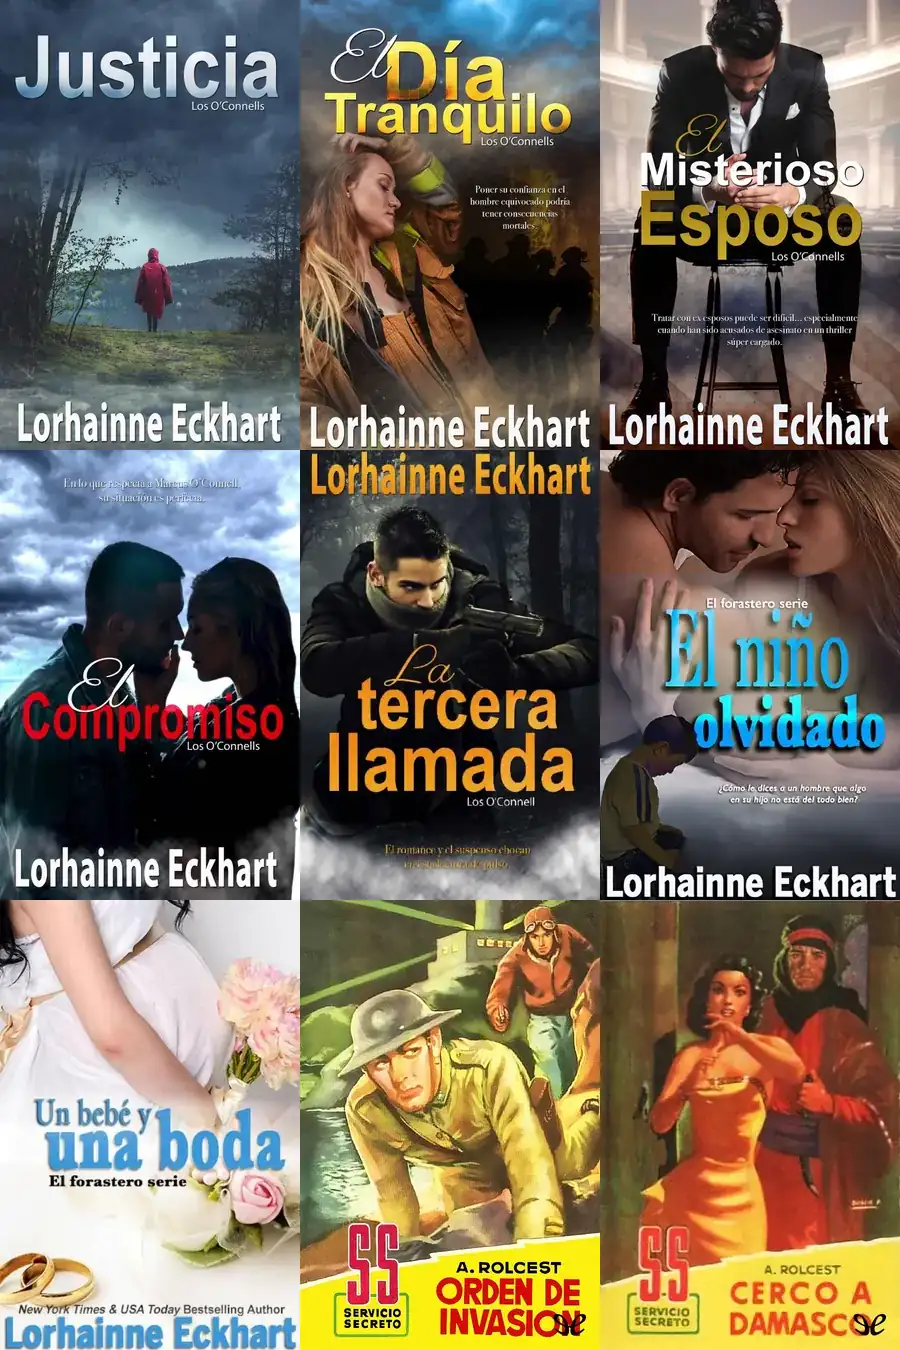 Justicia
Los O'Connells
Lorhainne Eckhart
El
Día
Tranquilo
Los O'Connells
Poner su confianza en el
hombre equivocado podría
tener consecuencias
mortales.
Lorhainne Eckhart
El
Misterioso
Esposo
Los O'Connells
Tratar con ex esposos puede ser difícil... especialmente
cuando han sido acusados de asesinato en un thriller
súper cargado.
Lorhainne Eckhart
En lo que respecta a Marcus O'Connell,
su situación es
El
Compromiso
Los O'Connells
Lorhainne Eckhart
Lorhainne Eckhart
La
tercera
llamada
Los O'Connell
El romance y el suspenso chocan
El forastero serie
El niño
olvidado
¿Cómo le dices a un hombre que algo
en su hijo no está del todo bien?
Lorhainne Eckhart
Un bebé y
una boda
El forastero serie
New York Times & USA Today Bestselling Author
Lorhainne Eckhart
SS
SERVICIO
SECRETO
A. ROLCEST
ORDEN DE
INVASION
SS
SERVICIO
SECRETO
A. ROLCEST
CERCO A
DAMASCO